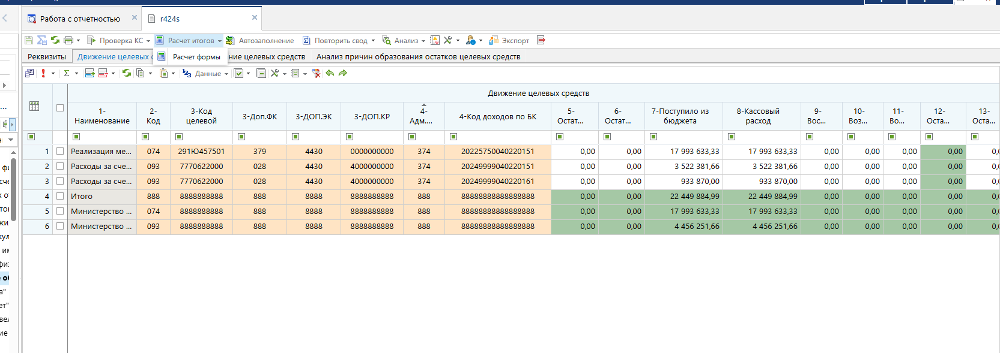 Работа с отчетностью
r424s
Проверка КС Расчет итогов Автозаполнение Повторить свод Анализ Экспорт
Реквизиты Движение целевых с ние целевых средств Анализ причин образования остатков целевых средств
Расчет формы
Данные
Движение целевых средств
1-Наименование 2-Код 3-Код целевой 3-Доп.ФК 3-ДОП.ЭК 3-ДОП.КР 4-Адм.... 4-Код доходов по БК 5-Остат... 6-Остат... 7-Поступило из бюджета 8-Кассовый расход 9-Вос... 10-Воз... 11-Во... 12-Оста... 13-Оста...
1 Реализация ме... 074 291Ю457501 379 4430 0000000000 374 20225750040220151 0,00 0,00 17 993 633,33 17 993 633,33 0,00 0,00 0,00 0,00 0,0
2 Расходы за сче... 093 7770622000 028 4430 4000000000 374 20249999040220151 0,00 0,00 3 522 381,66 3 522 381,66 0,00 0,00 0,00 0,00 0,0
3 Расходы за сче... 093 7770622000 028 4430 4000000000 374 20249999040220161 0,00 0,00 933 870,00 933 870,00 0,00 0,00 0,00 0,00 0,0
4 Итого 888 8888888888 888 8888 8888888888 888 88888888888888888 0,00 0,00 22 449 884,99 22 449 884,99 0,00 0,00 0,00 0,00 0,0
5 Министерство ... 074 8888888888 888 8888 8888888888 888 88888888888888888 0,00 0,00 17 993 633,33 17 993 633,33 0,00 0,00 0,00 0,00 0,0
6 Министерство ... 093 8888888888 888 8888 8888888888 888 88888888888888888 0,00 0,00 4 456 251,66 4 456 251,66 0,00 0,00 0,00 0,00 0,0